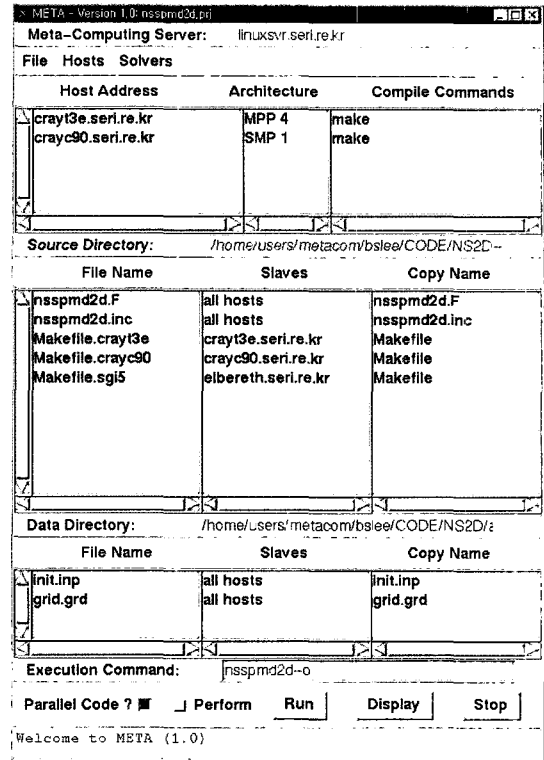 META - Version 1.0: nsspmd2d.prj
Meta-Computing Server: linuxsvr.seri.re.kr
File Hosts Solvers
Host Address Architecture Compile Commands
crayt3e.seri.re.kr MPP 4 make
crayc90.seri.re.kr SMP 1 make
Source Directory: /home/users/metacom/bslee/CODE/NS2D--
File Name Slaves Copy Name
nsspmd2d.F all hosts nsspmd2d.F
nsspmd2d.inc all hosts nsspmd2d.inc
Makefile.crayt3e crayt3e.seri.re.kr Makefile
Makefile.crayc90 crayc90.seri.re.kr Makefile
Makefile.sgi5 elbereth.seri.re.kr Makefile
Data Directory: /home/users/metacom/bslee/CODE/NS2D/
File Name Slaves Copy Name
init.inp all hosts init.inp
grid.grd all hosts grid.grd
Execution Command: nsspmd2d--o
Parallel Code ? Perform Run Display Stop
Welcome to META (1.0)